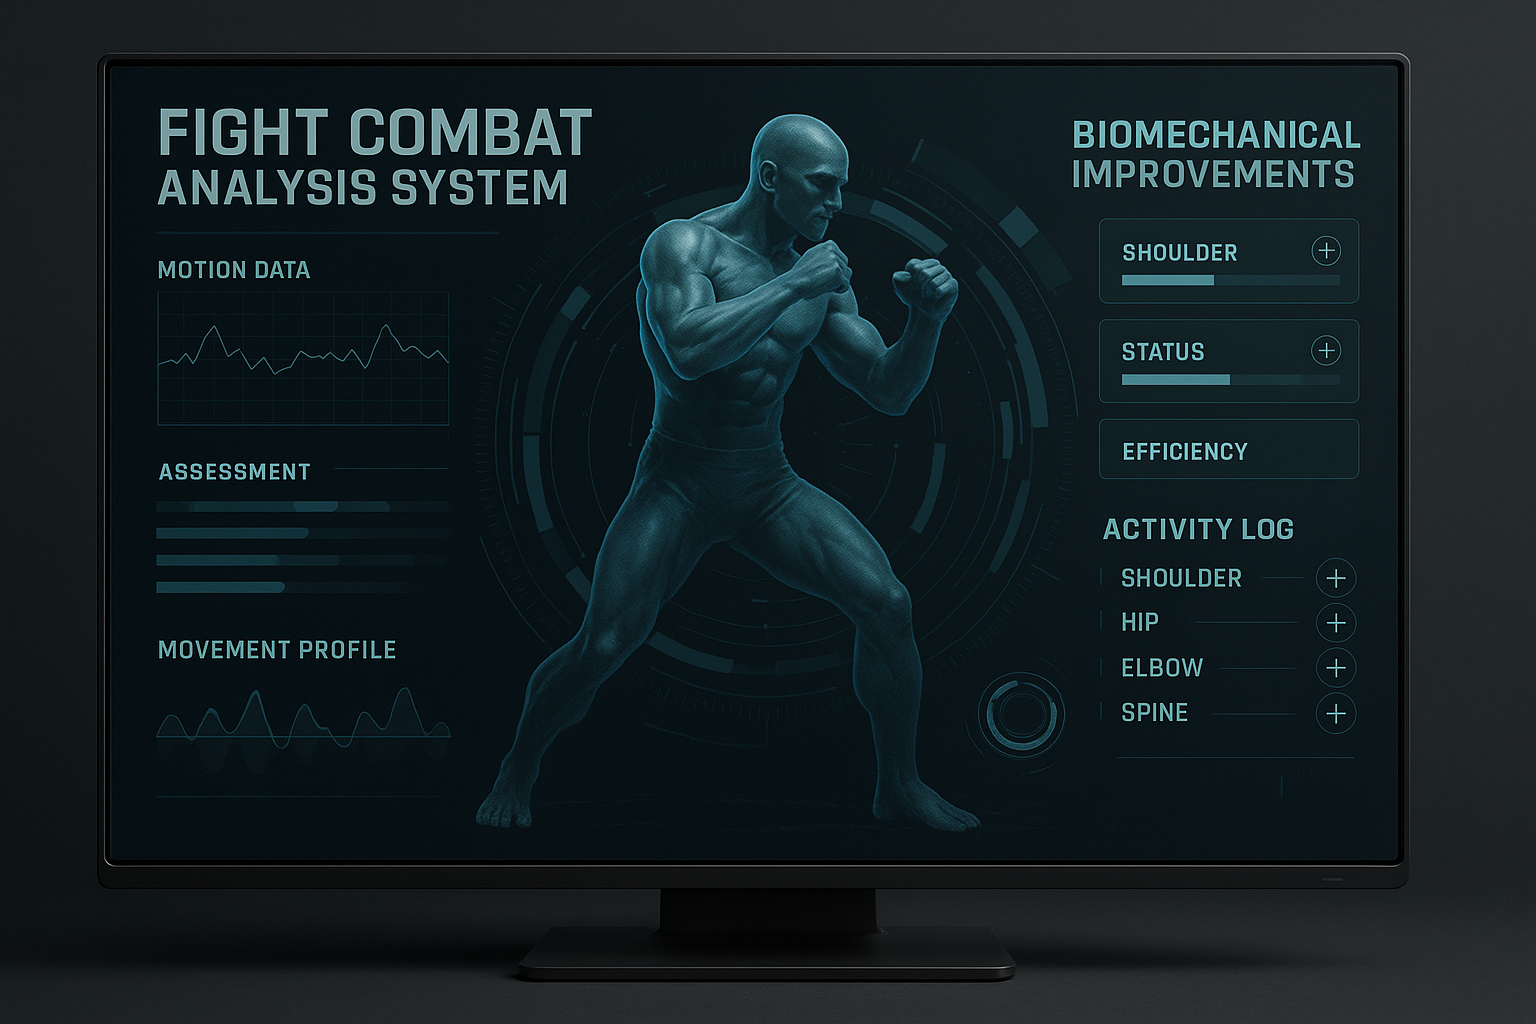 FIGHT COMBAT
ANALYSIS SYSTEM
MOTION DATA
ASSESSMENT
MOVEMENT PROFILE
BIOMECHANICAL
IMPROVEMENTS
SHOULDER
STATUS
EFFICIENCY
ACTIVITY LOG
SHOULDER
HIP
ELBOW
SPINE